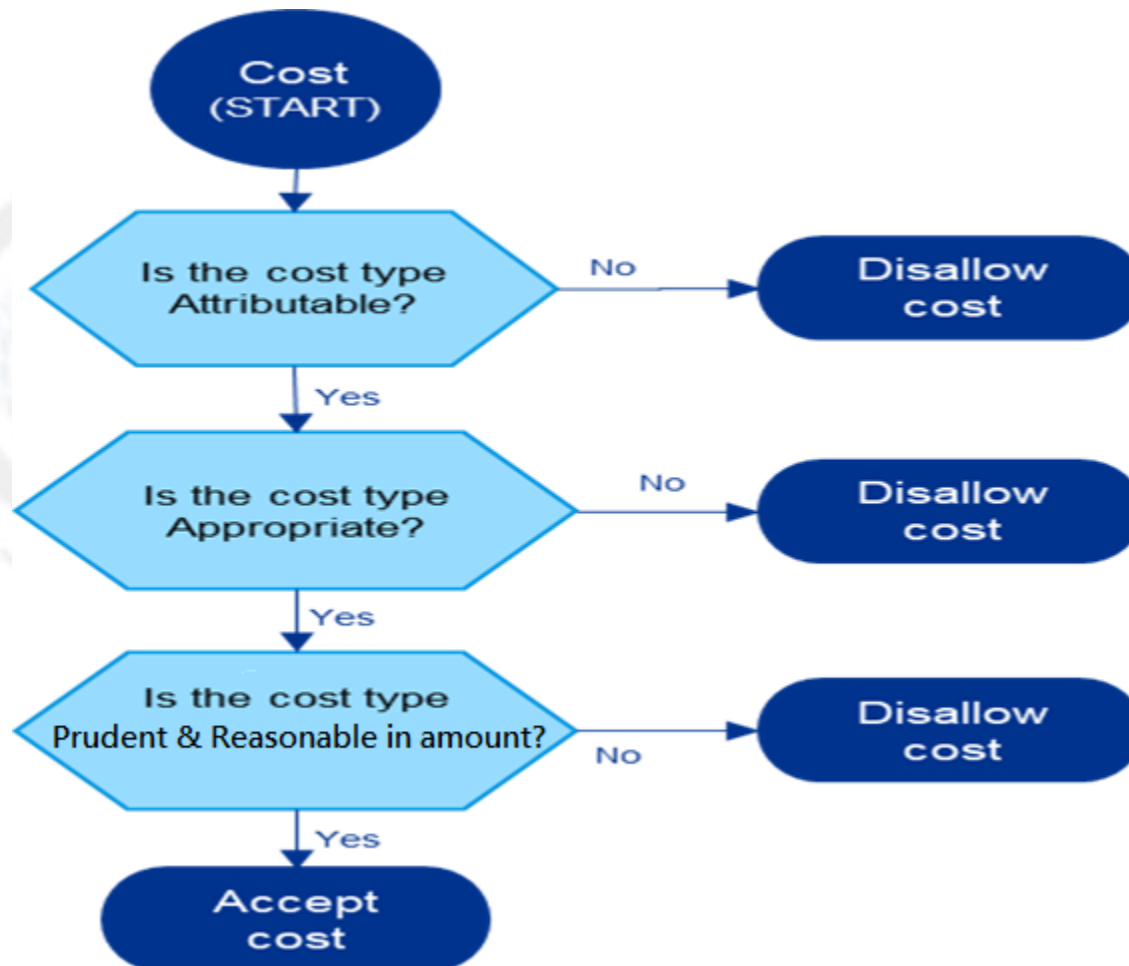 Cost
(START)
Is the cost type
Attributable?
No
Disallow
cost
Yes
Is the cost type
Appropriate?
No
Disallow
cost
Yes
Is the cost type
Prudent & Reasonable in amount?
No
Disallow
cost
Yes
Accept
cost